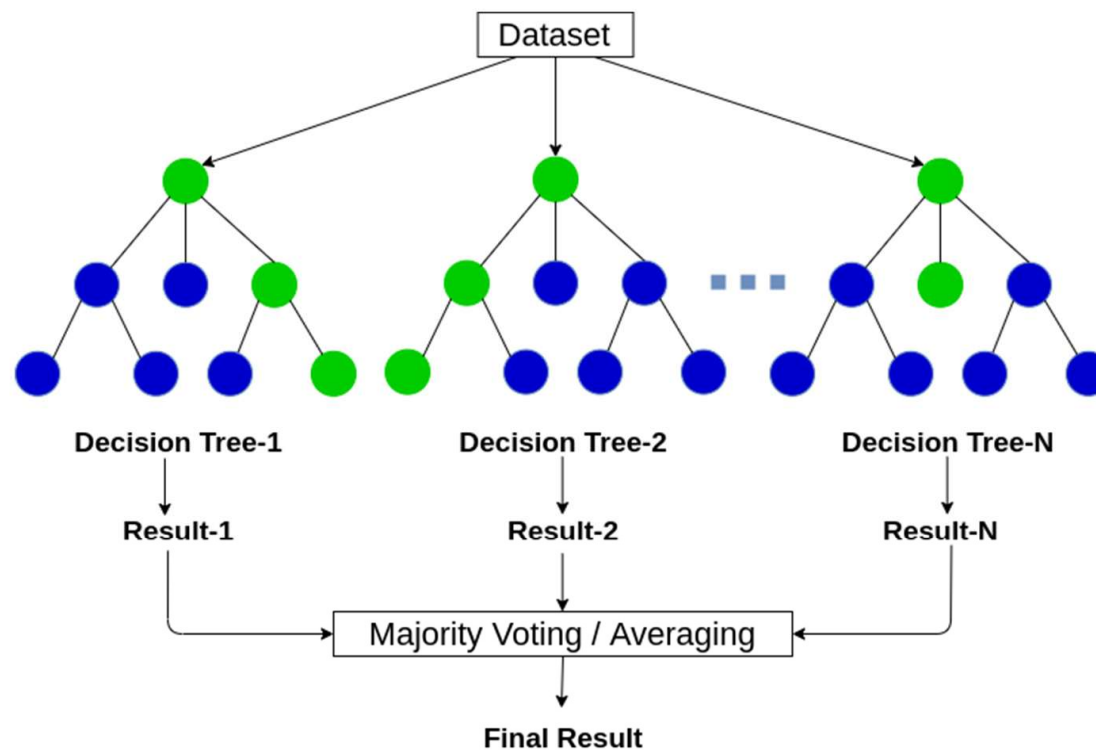 Dataset
Decision Tree-1
Decision Tree-2
Decision Tree-N
Result-1
Result-2
Result-N
Majority Voting / Averaging
Final Result